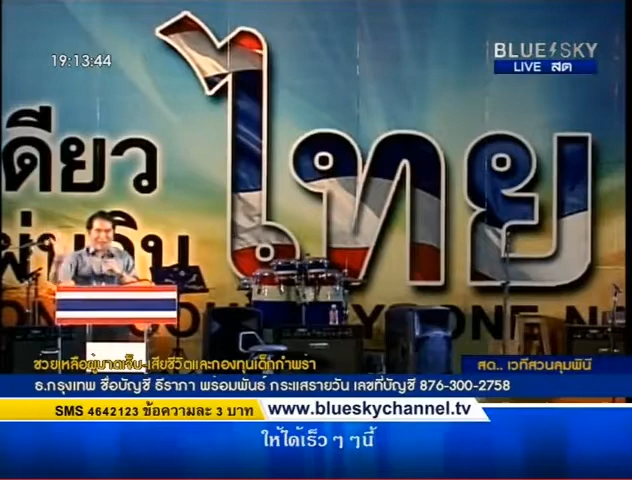 19:13:44
BLUE SKY
LIVE สด
ไทย
เดียว
ช่วยเหลือผู้บาดเจ็บ-เสียชีวิตและกองทุนเด็กกำพร้า
สด.. เวทีสวนลุมพินี
ธ.กรุงเทพ ชื่อบัญชี ธีราภา พร้อมพันธ์ กระแสรายวัน เลขที่บัญชี 876-300-2758
SMS 4642123 ข้อความละ 3 บาท
www.blueskychannel.tv
ให้ได้เร็ว ๆ ๆนี้